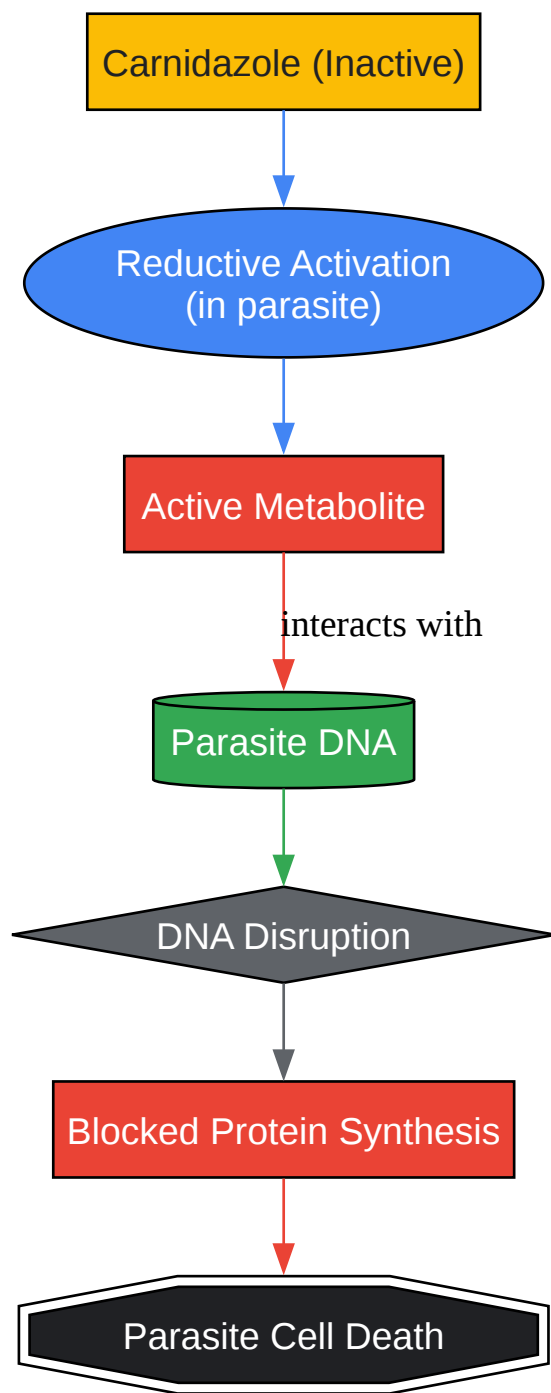 Carnidazole (Inactive)
Reductive Activation
(in parasite)
Active Metabolite
interacts with
Parasite DNA
DNA Disruption
Blocked Protein Synthesis
Parasite Cell Death